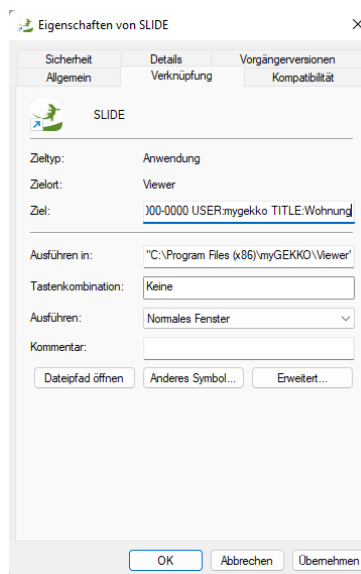 Eigenschaften von SLIDE
Sicherheit Details Vorgängerversionen
Allgemein Verknüpfung Kompatibilität
SLIDE
Zieltyp: Anwendung
Zielort: Viewer
Ziel: )00-0000 USER:mygekko TITLE:Wohnung
Ausführen in: "C:\Program Files (x86)\myGEKKO\Viewer"
Tastenkombination: Keine
Ausführen: Normales Fenster
Kommentar:
Dateipfad öffnen Anderes Symbol... Erweitert...
OK Abbrechen Übernehmen